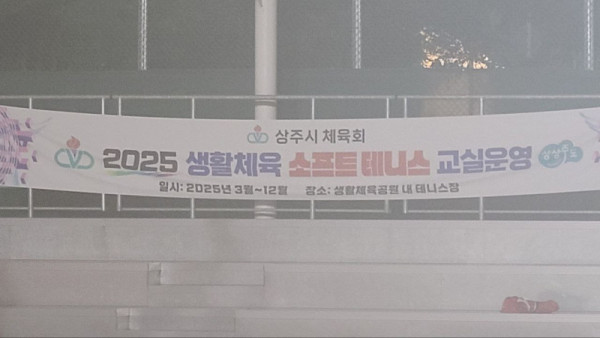 상주시 체육회
2025 생활체육 소프트테니스 교실운영
일시: 2025년 3월~12월 장소: 생활체육공원 내 테니스장